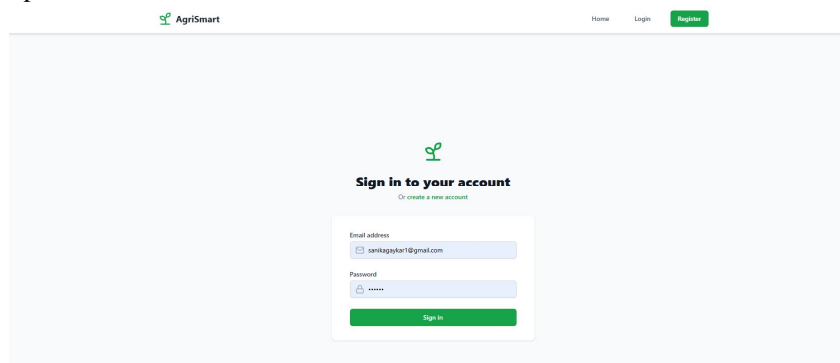 AgriSmart Home Login Register
Sign in to your account
Or create a new account
Email address
sanikagaykar1@gmail.com
Password
••••••
Sign in